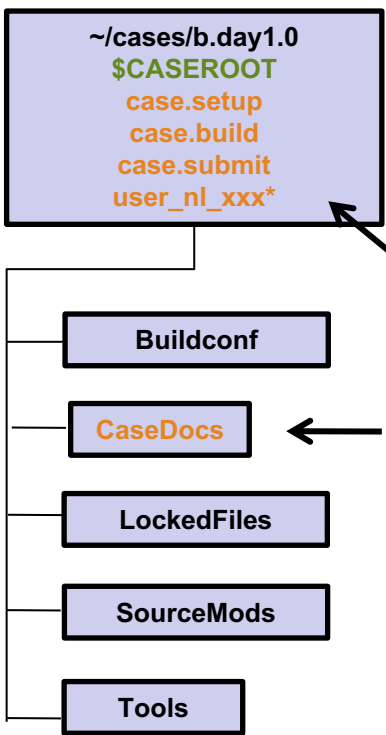 ~/cases/b.day1.0
$CASEROOT
case.setup
case.build
case.submit
user_nl_xxx*
Buildconf
CaseDocs
LockedFiles
SourceMods
Tools